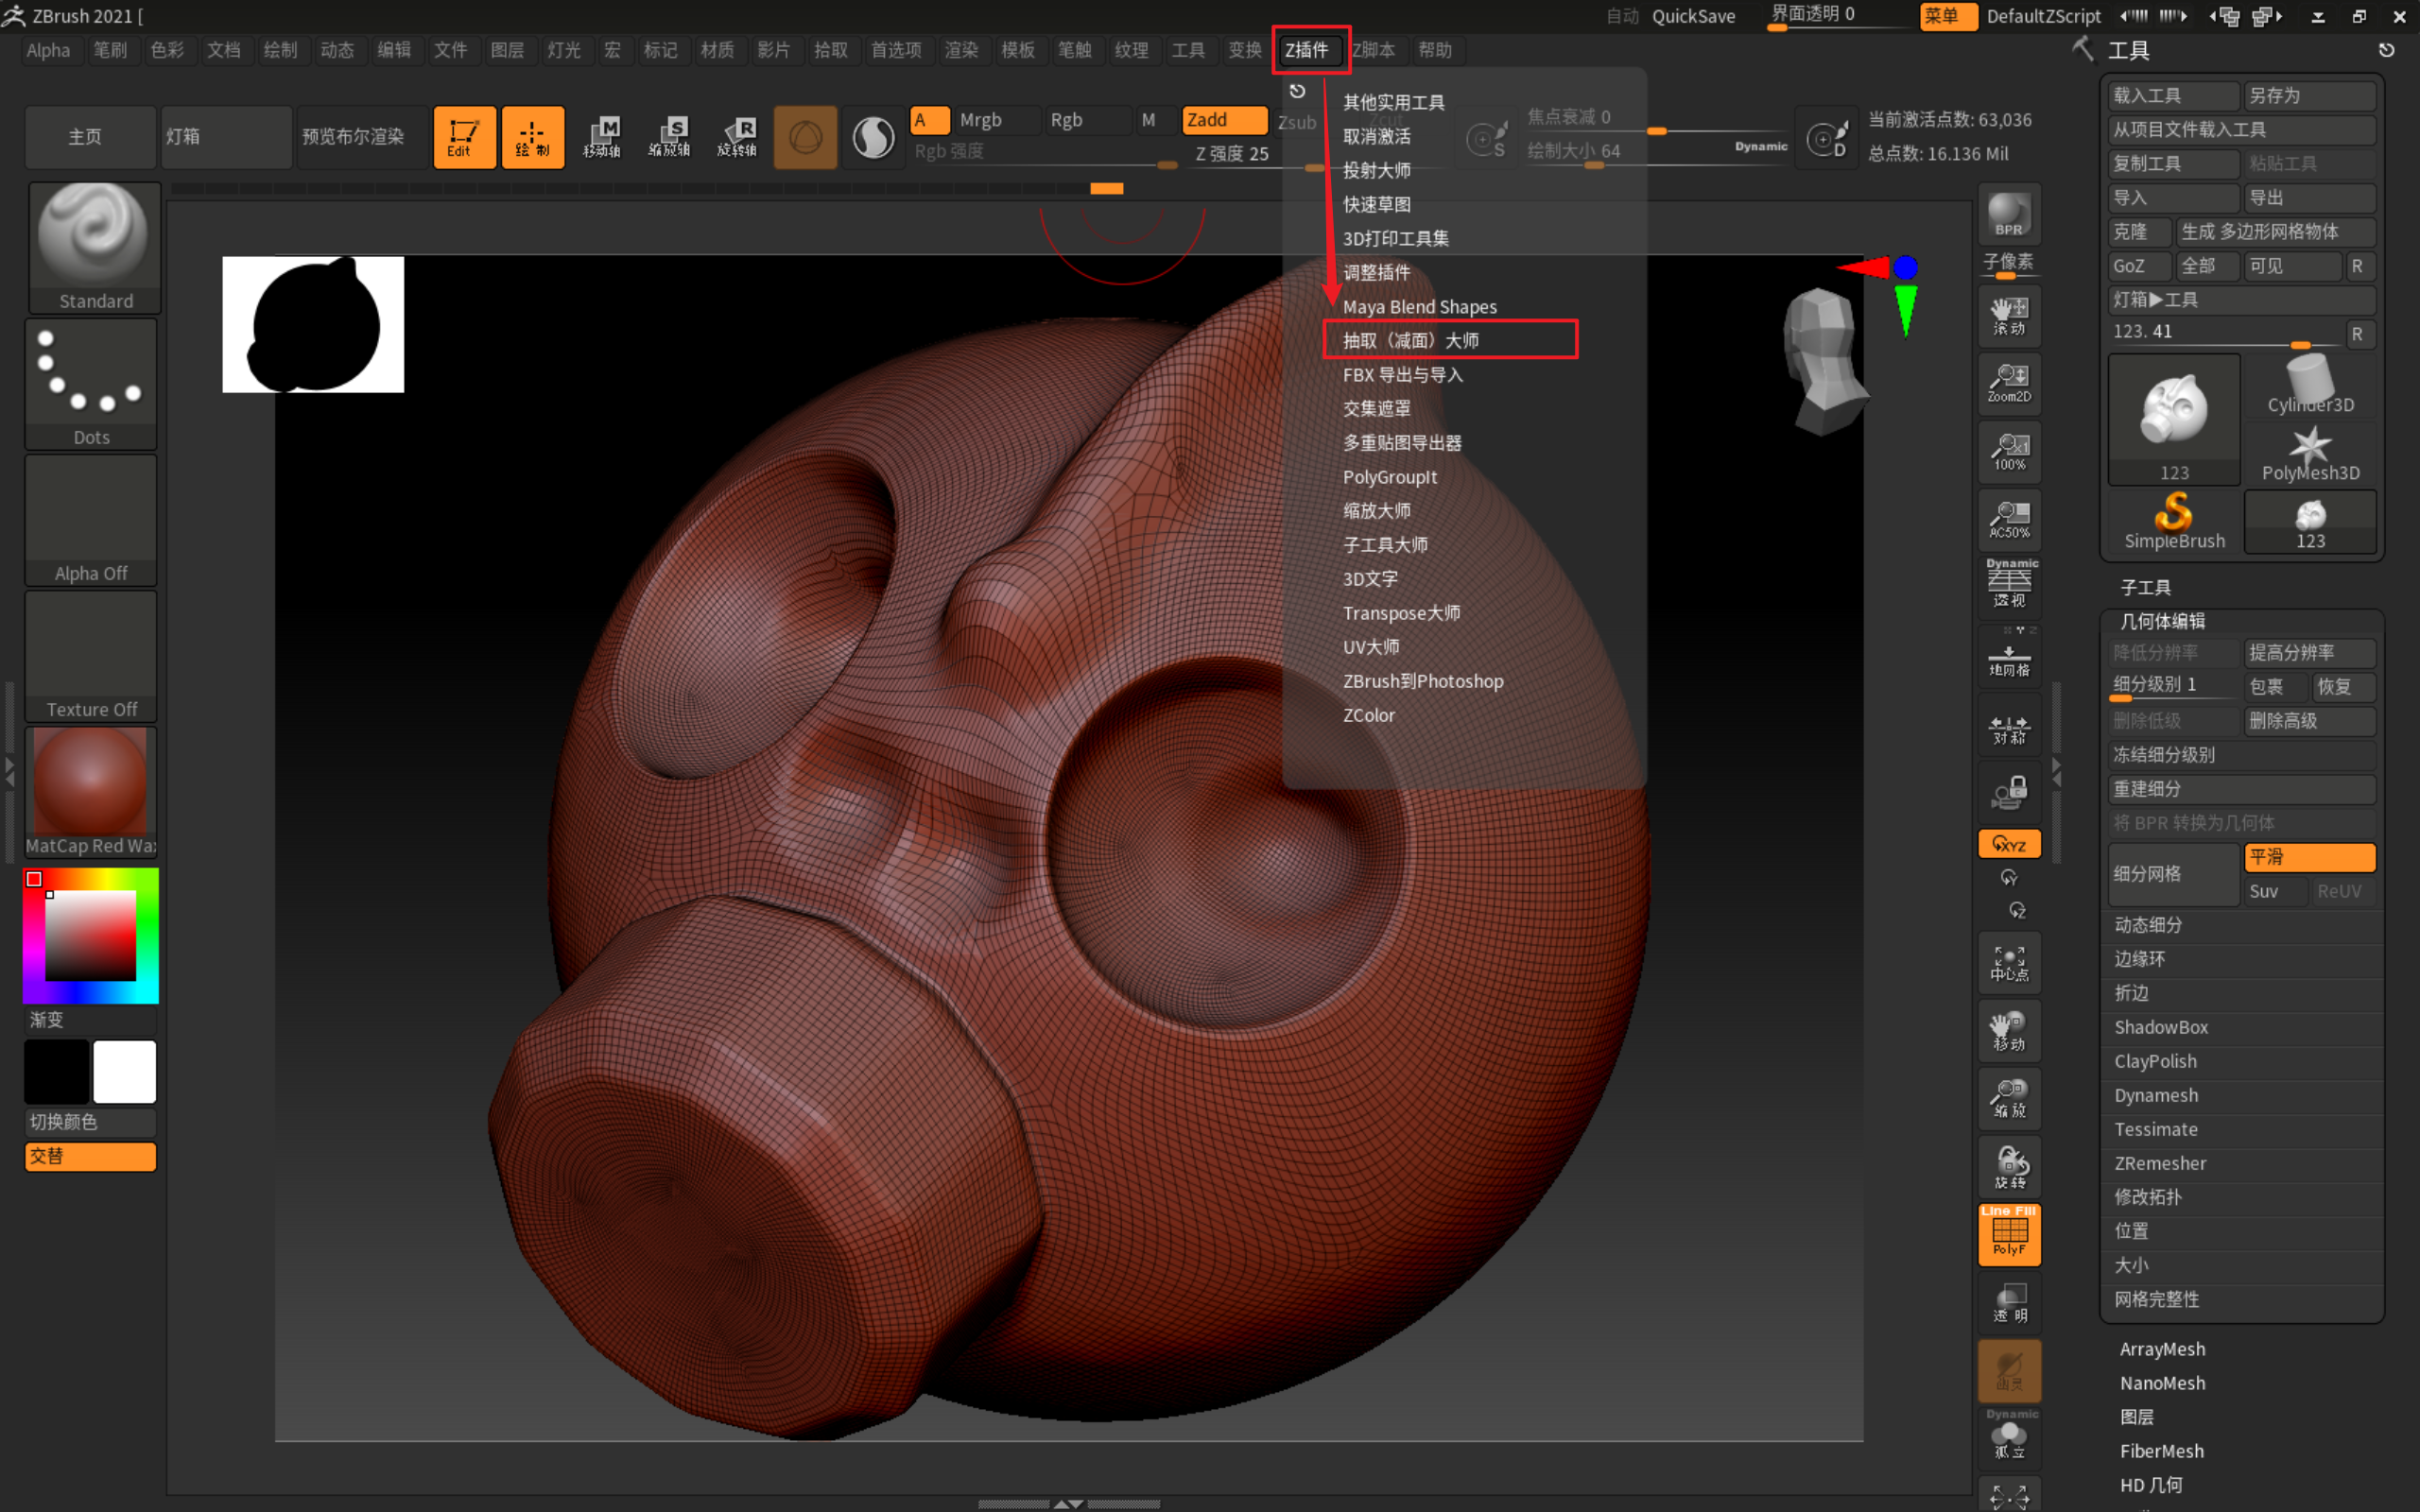 ZBrush 2021 [
自动 QuickSave 界面透明 0 菜单 DefaultZScript
Alpha 笔刷 色彩 文档 绘制 动态 编辑 文件 图层 灯光 宏 标记 材质 影片 拾取 首选项 渲染 模板 笔触 纹理 工具 变换 Z插件 Z脚本 帮助
主页
灯箱
预览布尔渲染
Edit
绘制
M
移动轴
S
缩放轴
R
旋转轴
A Mrgb Rgb M Zadd Zsub Zcut
Rgb 强度
Z 强度 25
S
焦点衰减 0
绘制大小 64
Dynamic
D
当前激活点数: 63,036
总点数: 16.136 Mil
其他实用工具
取消激活
投射大师
快速草图
3D打印工具集
调整插件
Maya Blend Shapes
抽取（减面）大师
FBX 导出与导入
交集遮罩
多重贴图导出器
PolyGroupIt
缩放大师
子工具大师
3D文字
Transpose大师
UV大师
ZBrush到Photoshop
ZColor
Standard
Dots
Alpha Off
Texture Off
MatCap Red Wa
渐变
切换颜色
交替
BPR
子像素
滚动
Zoom2D
100%
AC50%
Dynamic
透视
地网格
对称
XYZ
Y
Z
中心点
移动
缩放
旋转
Line Fill
PolyF
透明
Dynamic
孤立
工具
载入工具 另存为
从项目文件载入工具
复制工具 粘贴工具
导入 导出
克隆 生成 多边形网格物体
GoZ 全部 可见 R
灯箱▶工具
123. 41 R
123
Cylinder3D
PolyMesh3D
SimpleBrush
123
子工具
几何体编辑
降低分辨率 提高分辨率
细分级别 1 包裹 恢复
删除低级 删除高级
冻结细分级别
重建细分
将 BPR 转换为几何体
细分网格 平滑
Suv ReUV
动态细分
边缘环
折边
ShadowBox
ClayPolish
Dynamesh
Tessimate
ZRemesher
修改拓扑
位置
大小
网格完整性
ArrayMesh
NanoMesh
图层
FiberMesh
HD 几何